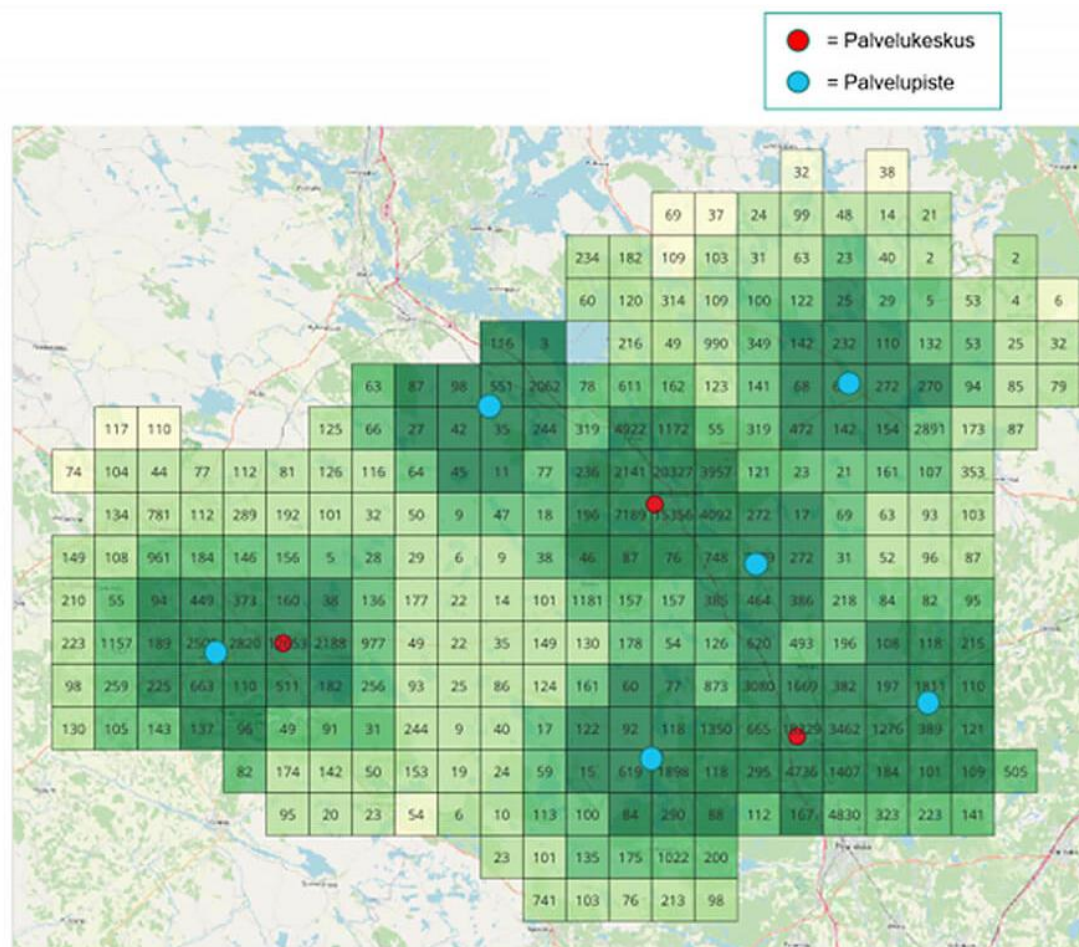 = Palvelukeskus
= Palvelupiste
32 38
69 37 24 99 48 14 21
234 182 109 103 31 63 23 40 2 2
60 120 314 109 100 122 25 29 5 53 4 6
116 3 216 49 990 349 142 232 110 132 53 25 32
63 87 98 551 2062 78 611 162 123 141 68 272 270 94 85 79
117 110 125 66 27 42 35 244 319 4922 1172 55 319 472 142 154 2891 173 87
74 104 44 77 112 81 126 116 64 45 11 77 236 2141 20327 3957 121 23 21 161 107 353
134 781 112 289 192 101 32 50 9 47 18 196 7189 15356 4092 272 17 69 63 93 103
149 108 961 184 146 156 5 28 29 6 9 38 46 87 76 748 272 31 52 96 87
210 55 94 449 373 160 38 136 177 22 14 101 1181 157 157 385 464 386 218 84 82 95
223 1157 189 2820 2188 977 49 22 35 149 130 178 54 126 620 493 196 108 118 215
98 259 225 663 110 511 182 256 93 25 86 124 161 60 77 873 3080 1669 382 197 1811 110
130 105 143 137 96 49 91 31 244 9 40 17 122 92 118 1350 665 3462 1276 389 121
82 174 142 50 153 19 24 59 15 619 1898 118 295 4736 1407 184 101 109 505
95 20 23 54 6 10 113 100 84 290 88 112 167 4830 323 223 141
23 101 135 175 1022 200
741 103 76 213 98